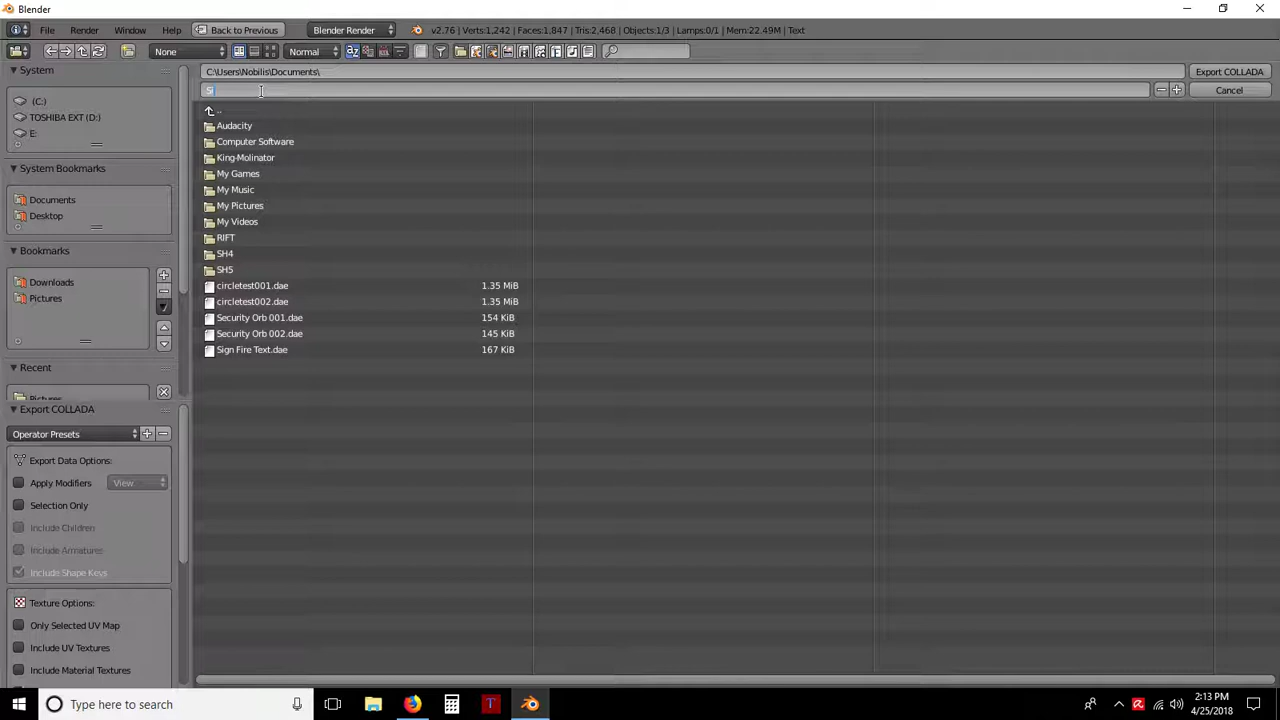 Blender
File Render Window Help Back to Previous Blender Render v2.76 | Verts:1,242 | Faces:1,847 | Tris:2,468 | Objects:1/3 | Lamps:0/1 | Mem:22.49M | Text
None Normal
System
C:\Users\Nobilis\Documents\ Export COLLADA
Cancel
(C:)
TOSHIBA EXT (D:)
E:
System Bookmarks
Documents
Desktop
Bookmarks
Downloads
Pictures
Recent
Pictures
..
Audacity
Computer Software
King-Molinator
My Games
My Music
My Pictures
My Videos
RIFT
SH4
SH5
circletest001.dae 1.35 MiB
circletest002.dae 1.35 MiB
Security Orb 001.dae 154 KiB
Security Orb 002.dae 145 KiB
Sign Fire Text.dae 167 KiB
Export COLLADA
Operator Presets
Export Data Options:
Apply Modifiers View
Selection Only
Include Children
Include Armatures
Include Shape Keys
Texture Options:
Only Selected UV Map
Include UV Textures
Include Material Textures
Type here to search
2:13 PM
4/25/2018